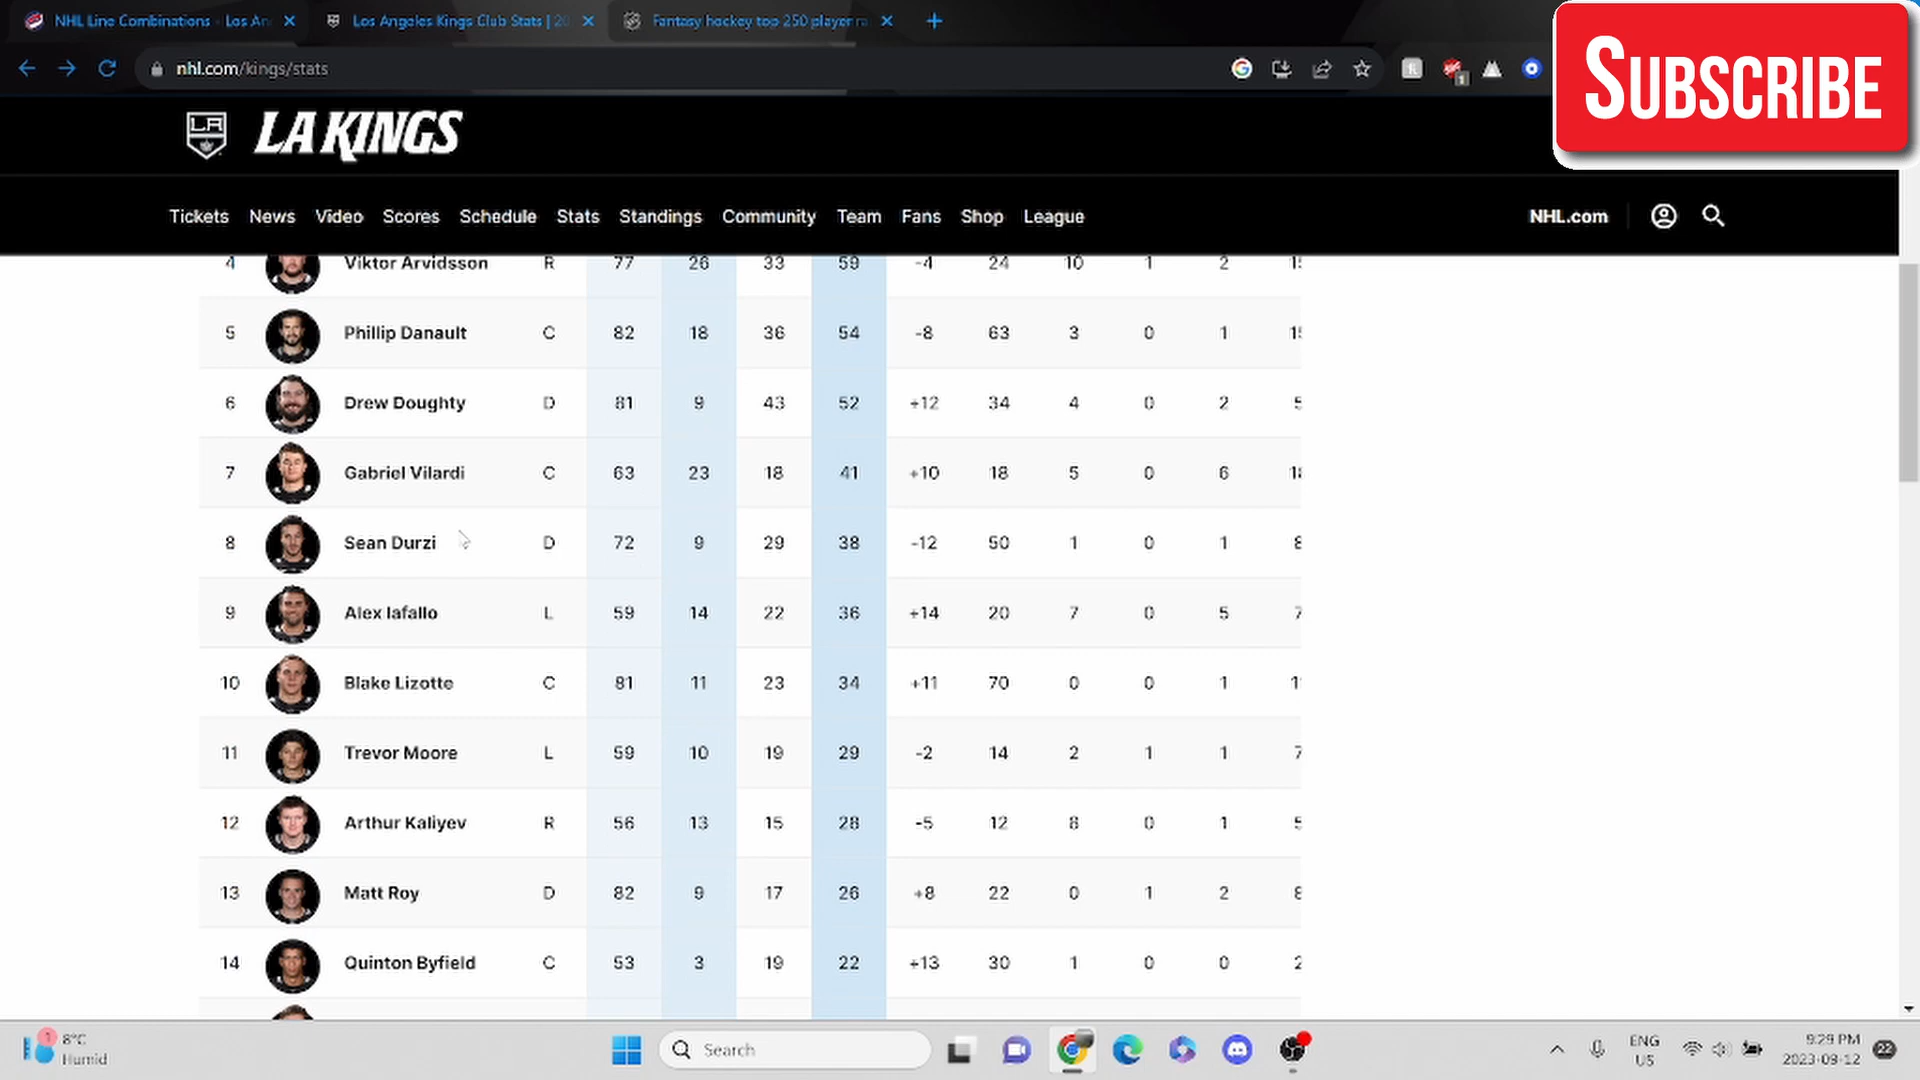 NHL Line Combinations - Los An
Los Angeles Kings Club Stats | 20
Fantasy hockey top 250 player ra
nhl.com/kings/stats
SUBSCRIBE
LA KINGS
Tickets News Video Scores Schedule Stats Standings Community Team Fans Shop League NHL.com
4 Viktor Arvidsson R 77 26 33 59 -4 24 10 1 2
5 Phillip Danault C 82 18 36 54 -8 63 3 0 1
6 Drew Doughty D 81 9 43 52 +12 34 4 0 2
7 Gabriel Vilardi C 63 23 18 41 +10 18 5 0 6
8 Sean Durzi D 72 9 29 38 -12 50 1 0 1
9 Alex Iafallo L 59 14 22 36 +14 20 7 0 5
10 Blake Lizotte C 81 11 23 34 +11 70 0 0 1
11 Trevor Moore L 59 10 19 29 -2 14 2 1 1
12 Arthur Kaliyev R 56 13 15 28 -5 12 8 0 1
13 Matt Roy D 82 9 17 26 +8 22 0 1 2
14 Quinton Byfield C 53 3 19 22 +13 30 1 0 0
1 8°C
Humid
Search
ENG
US
9:29 PM
2023-09-12
22